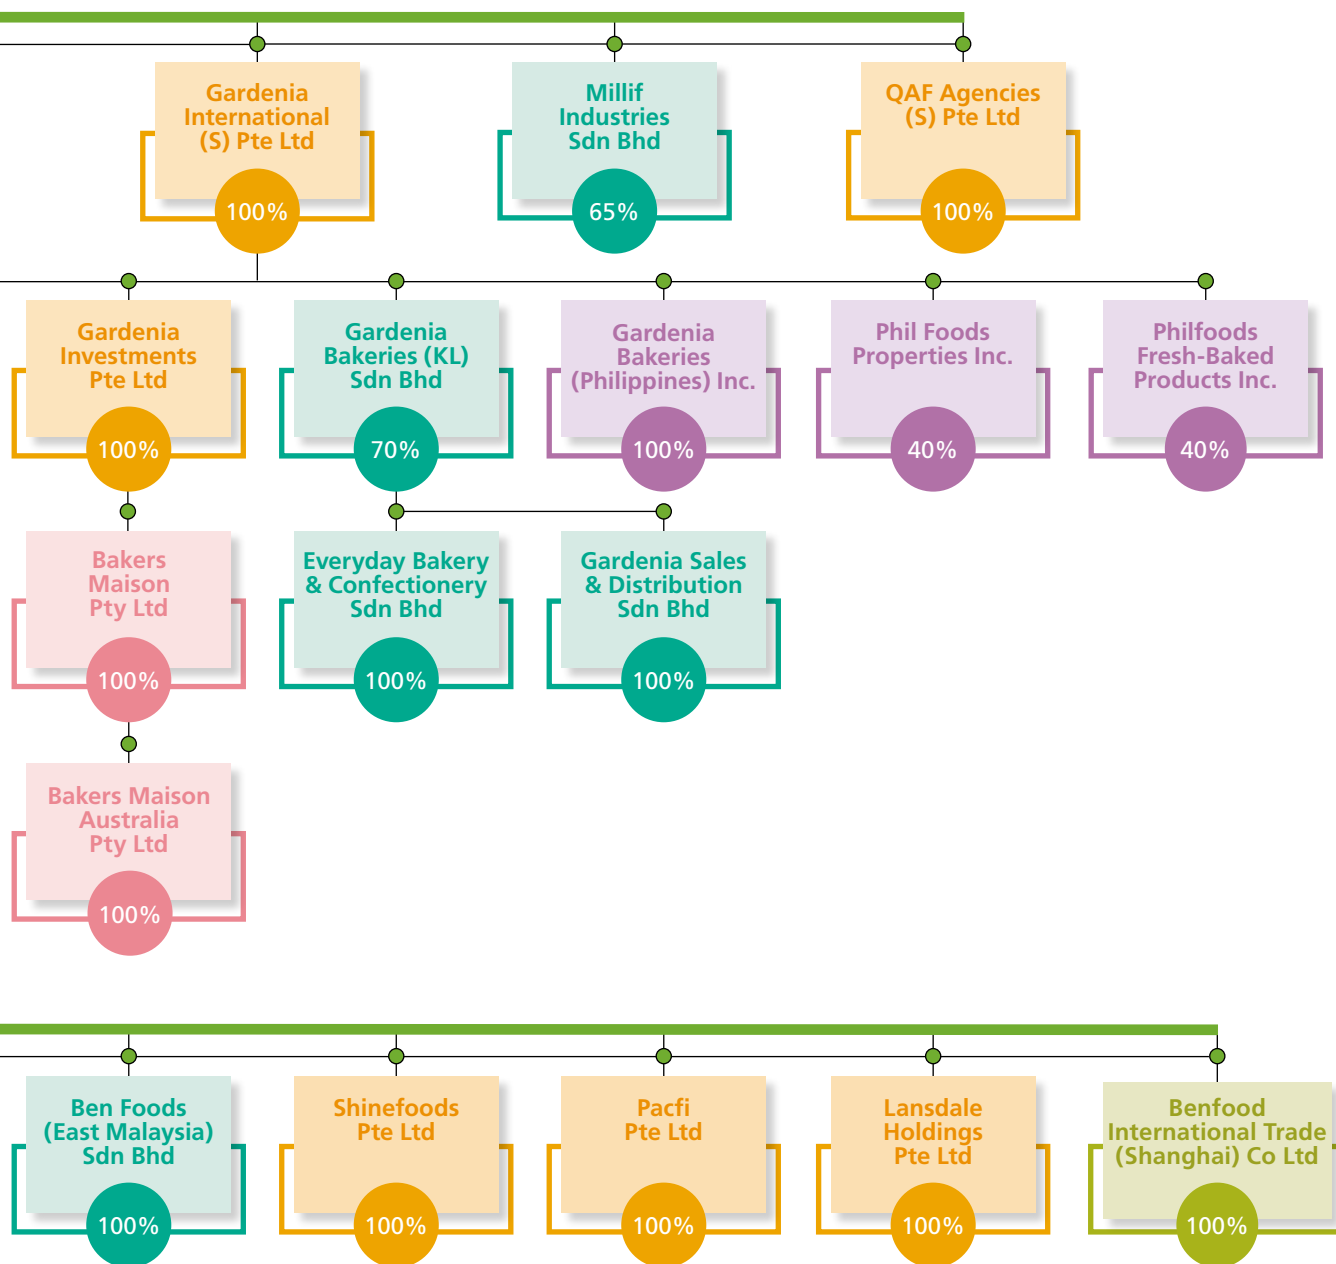 Gardenia
International
(S) Pte Ltd
100%
Millif
Industries
Sdn Bhd
65%
QAF Agencies
(S) Pte Ltd
100%
Gardenia
Investments
Pte Ltd
100%
Gardenia
Bakeries (KL)
Sdn Bhd
70%
Gardenia
Bakeries
(Philippines) Inc.
100%
Phil Foods
Properties Inc.
40%
Philfoods
Fresh-Baked
Products Inc.
40%
Bakers
Maison
Pty Ltd
100%
Everyday Bakery
& Confectionery
Sdn Bhd
100%
Gardenia Sales
& Distribution
Sdn Bhd
100%
Bakers Maison
Australia
Pty Ltd
100%
Ben Foods
(East Malaysia)
Sdn Bhd
100%
Shinefoods
Pte Ltd
100%
Pacfi
Pte Ltd
100%
Lansdale
Holdings
Pte Ltd
100%
Benfood
International Trade
(Shanghai) Co Ltd
100%